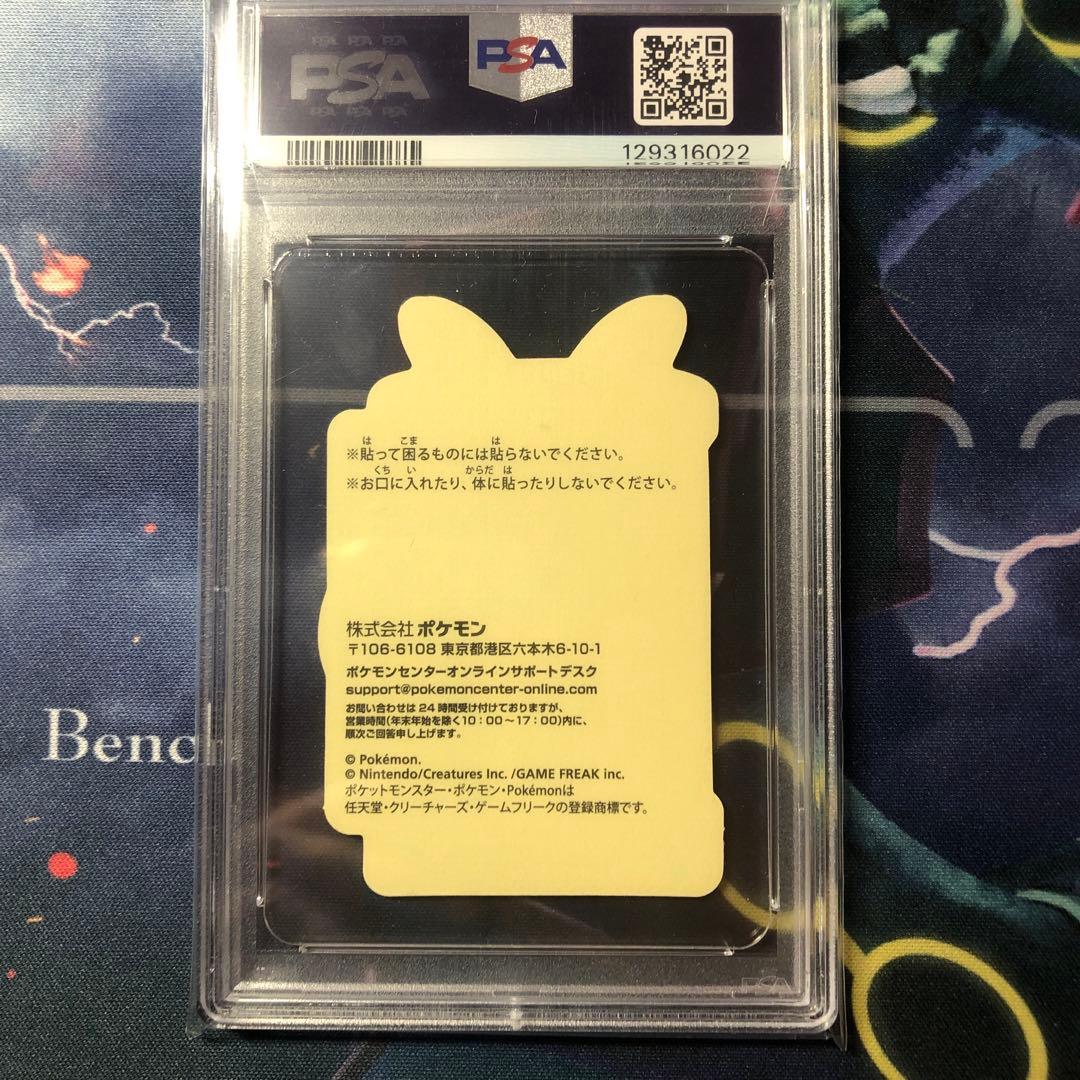 PSA PSA PSA
PSA
PSA PSA PSA
PSA
129316022
※貼って困るものには貼らないでください。
※お口に入れたり、体に貼ったりしないでください。
株式会社 ポケモン
〒106-6108 東京都港区六本木6-10-1
ポケモンセンターオンラインサポートデスク
support@pokemoncenter-online.com
お問い合わせは 24 時間受け付けておりますが、
営業時間(年末年始を除く10:00〜17:00)内に、
順次ご回答申し上げます。
© Pokémon.
© Nintendo/Creatures Inc. /GAME FREAK inc.
ポケットモンスター・ポケモン・Pokémonは
任天堂・クリーチャーズ・ゲームフリークの登録商標です。
Benc
PSA